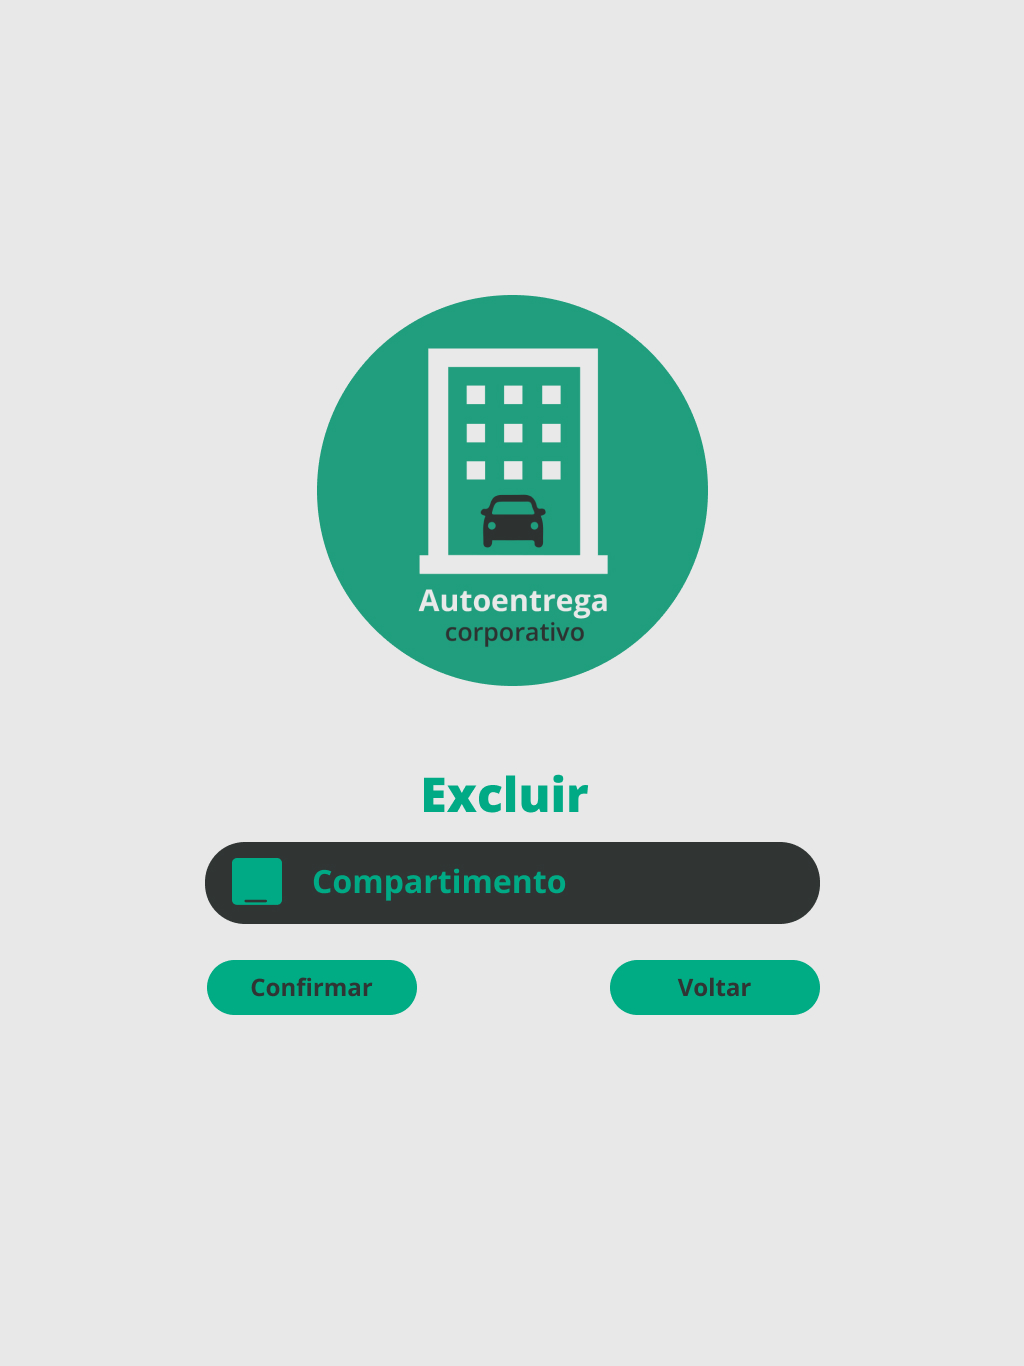 Autoentrega
corporativo
Excluir
Compartimento
Confirmar
Voltar